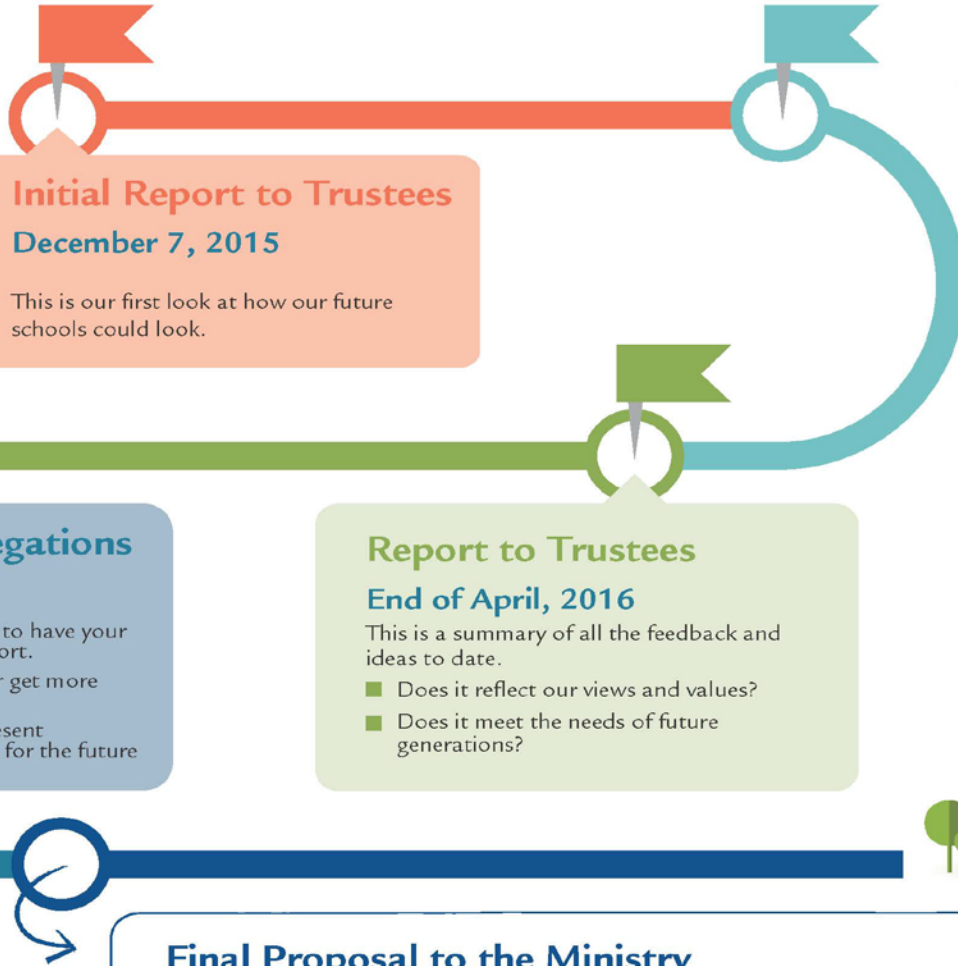 Initial Report to Trustees
December 7, 2015
This is our first look at how our future
schools could look.
egations
to have your
ort.
r get more
esent
for the future
Report to Trustees
End of April, 2016
This is a summary of all the feedback and
ideas to date.
Does it reflect our views and values?
Does it meet the needs of future
generations?
Final Proposal to the Ministry